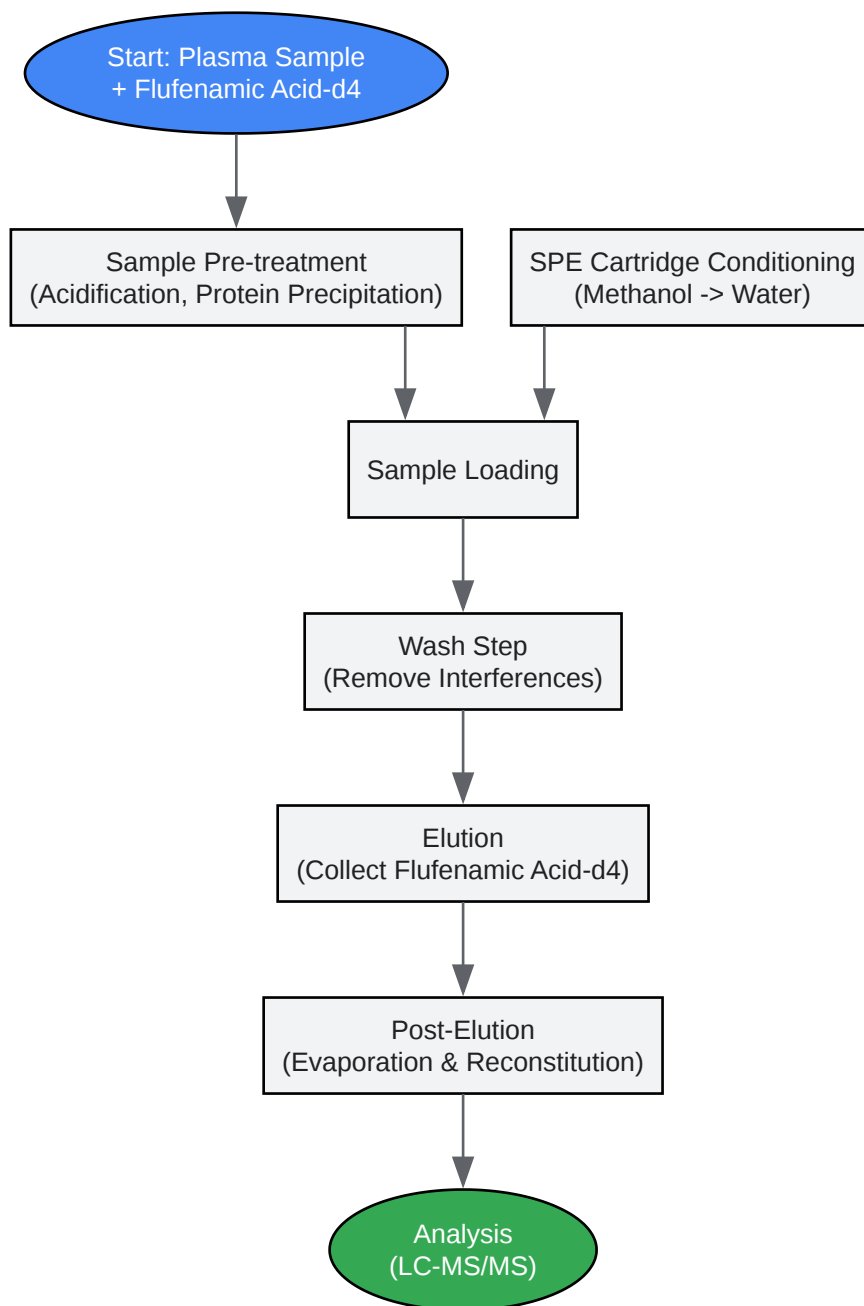 Start: Plasma Sample
+ Flufenamic Acid-d4
Sample Pre-treatment
(Acidification, Protein Precipitation)
SPE Cartridge Conditioning
(Methanol -> Water)
Sample Loading
Wash Step
(Remove Interferences)
Elution
(Collect Flufenamic Acid-d4)
Post-Elution
(Evaporation & Reconstitution)
Analysis
(LC-MS/MS)